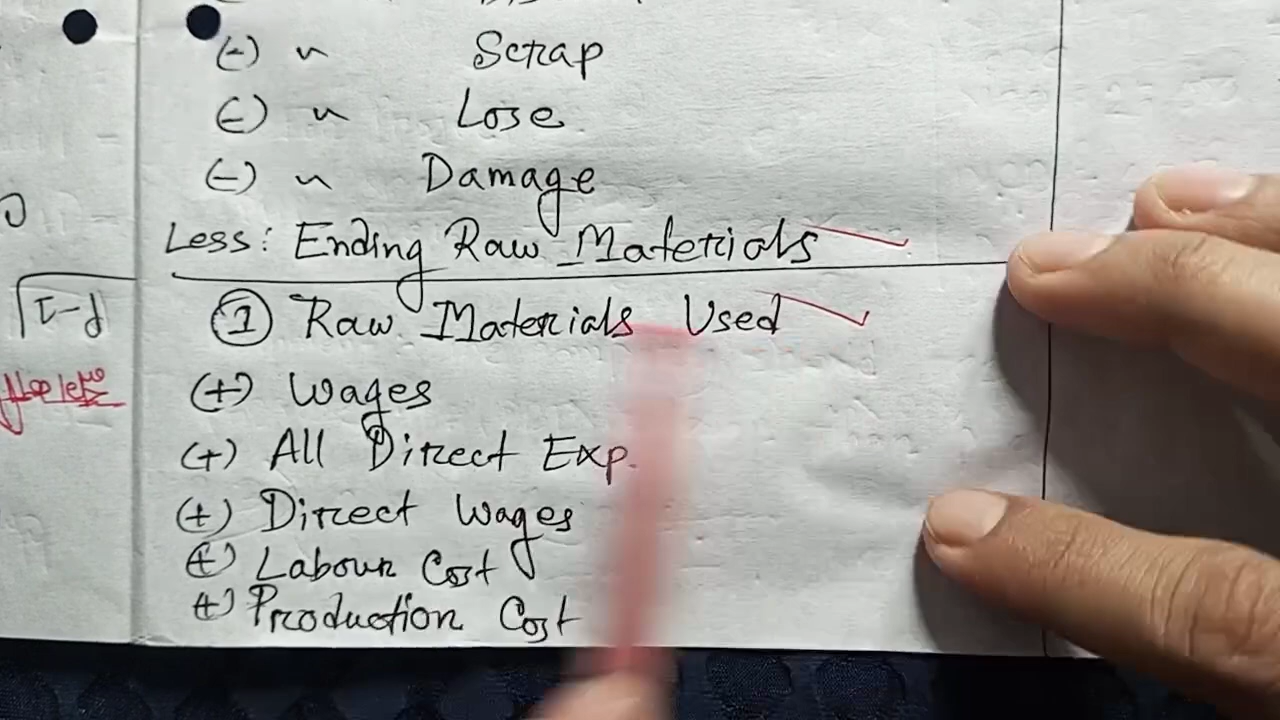 (-) " Scrap
(-) " Lose
(-) " Damage
Less: Ending Raw Materials
① Raw Materials Used
(+) Wages
(+) All Direct Exp.
(+) Direct Wages
(+) Labour Cost
(+) Production Cost